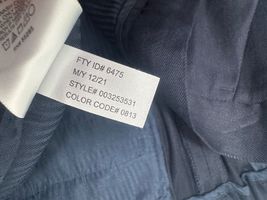 FTY ID# 6475
M/Y 12/21
STYLE# 003253531
COLOR CODE# 0813